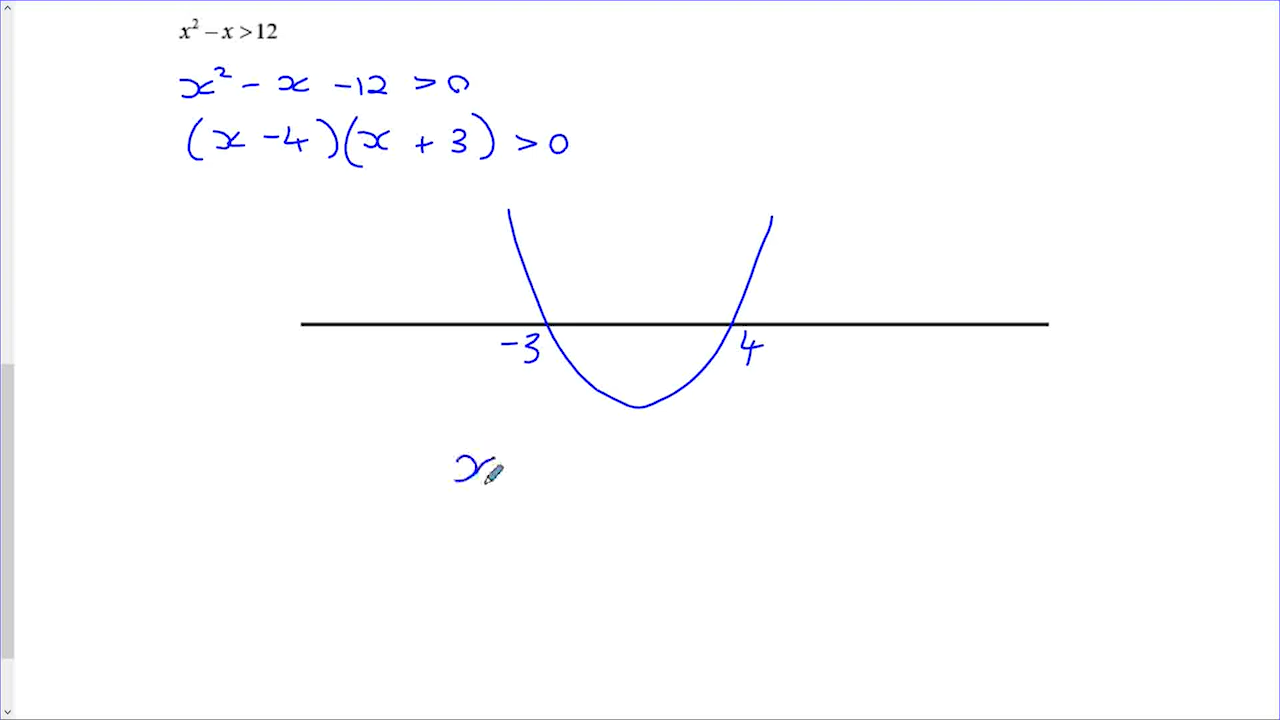 x² − x > 12
x² − x − 12 > 0
(x − 4)(x + 3) > 0
−3 4
x